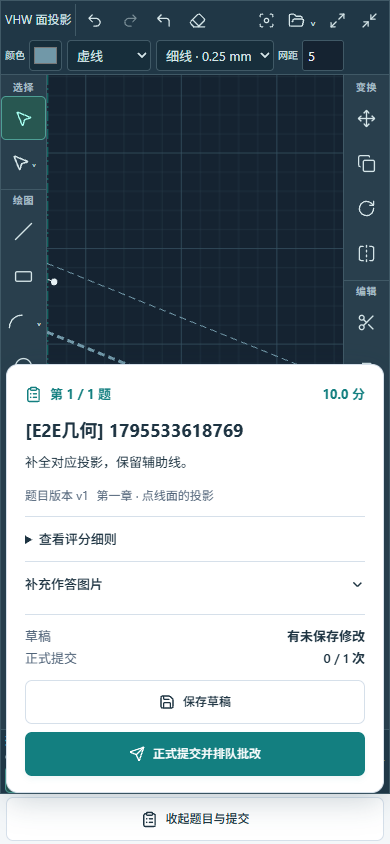 VHW 面投影
颜色 虚线 细线 · 0.25 mm 网距 5
选择
变换
绘图
编辑
第 1 / 1 题 10.0 分
[E2E几何] 1795533618769
补全对应投影，保留辅助线。
题目版本 v1 第一章 · 点线面的投影
查看评分细则
补充作答图片
草稿 有未保存修改
正式提交 0 / 1 次
保存草稿
正式提交并排队批改
收起题目与提交